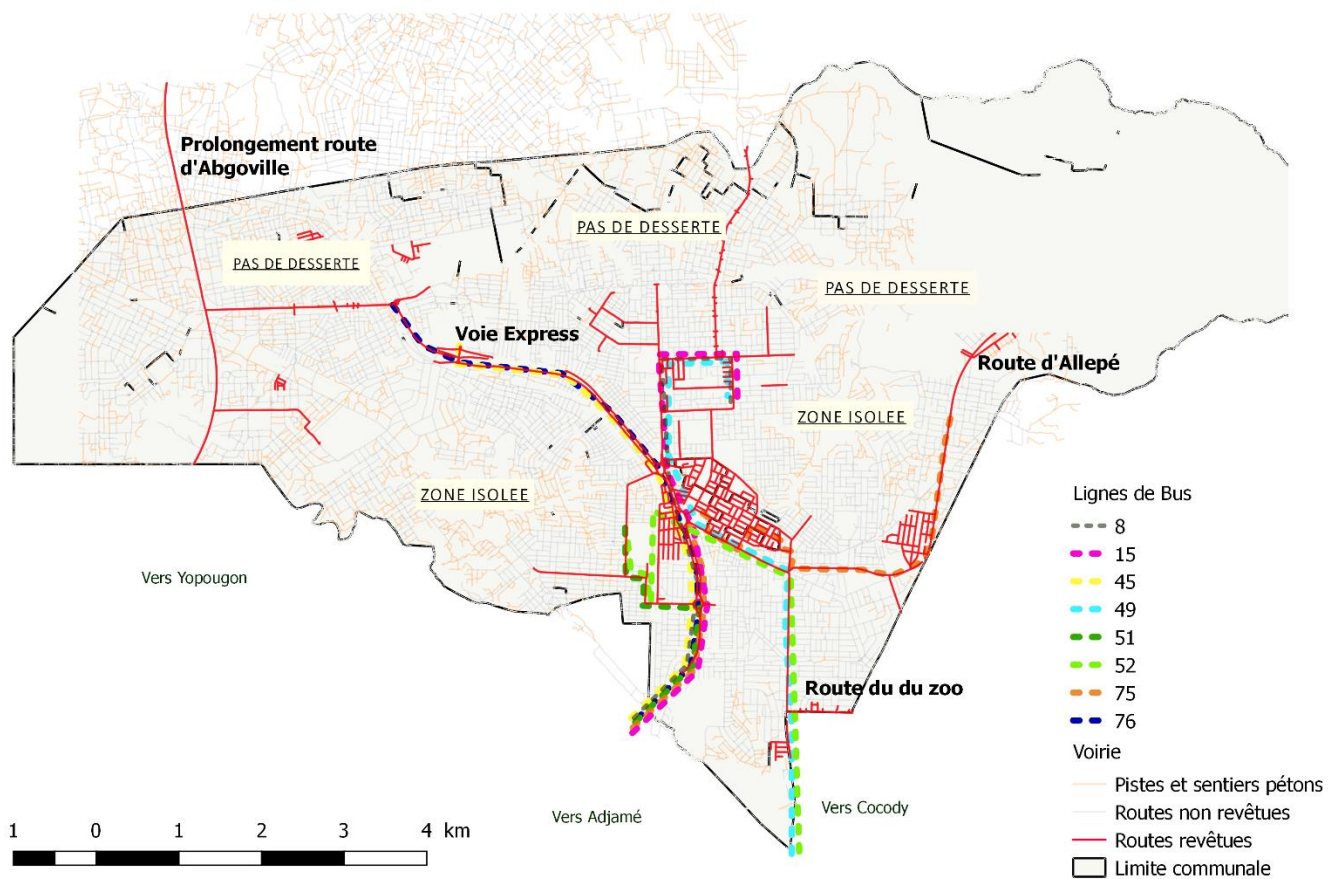 Prolongement route
d'Abgoville
PAS DE DESSERTE
PAS DE DESSERTE
PAS DE DESSERTE
Voie Express
Route d'Allepé
ZONE ISOLEE
ZONE ISOLEE
Vers Yopougon
Route du du zoo
Vers Adjamé
Vers Cocody
Lignes de Bus
8
15
45
49
51
52
75
76
Voirie
Pistes et sentiers pétons
Routes non revêtues
Routes revêtues
Limite communale
1 0 1 2 3 4 km